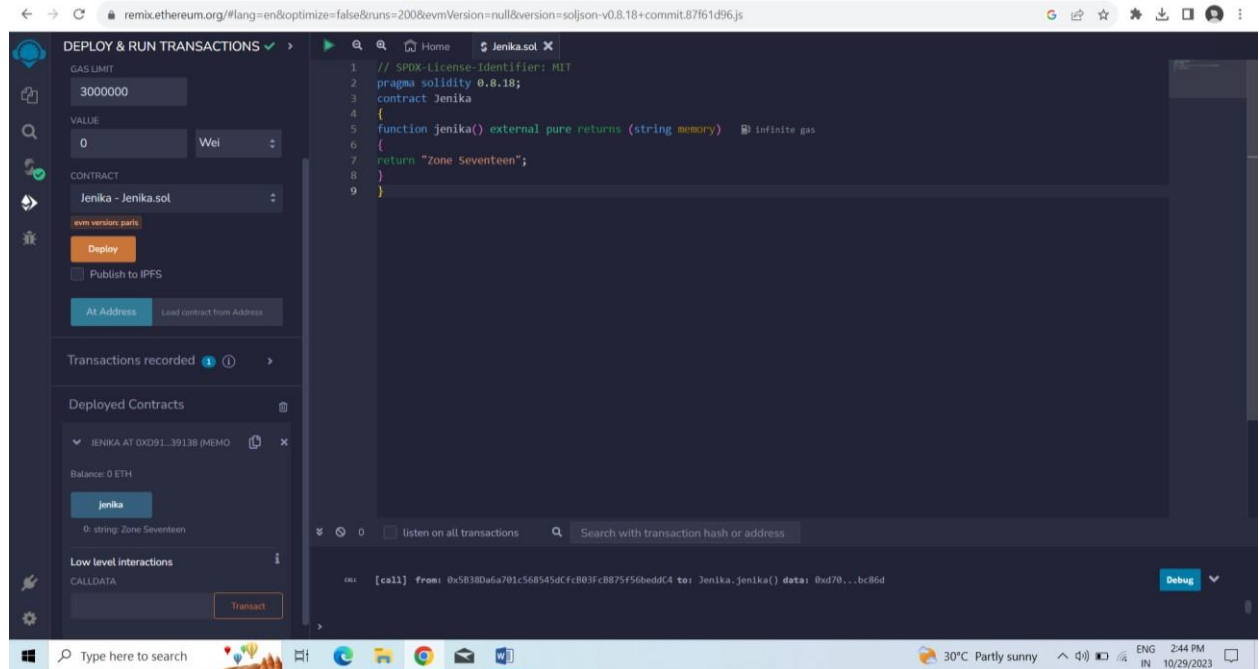 remix.ethereum.org/#lang=en&optimize=false&runs=200&evmVersion=null&version=soljson-v0.8.18+commit.87f61d96.js
DEPLOY & RUN TRANSACTIONS
GAS LIMIT
3000000
VALUE
0 Wei
CONTRACT
Jenika - Jenika.sol
evm version: paris
Deploy
Publish to IPFS
At Address Load contract from Address
Transactions recorded 1
Deployed Contracts
JENIKA AT 0XD91...39138 (MEMO
Balance: 0 ETH
jenika
0: string: Zone Seventeen
Low level interactions
CALLDATA
Transact
Home Jenika.sol
1 // SPDX-License-Identifier: MIT
2 pragma solidity 0.8.18;
3 contract Jenika
4 {
5 function jenika() external pure returns (string memory) infinite gas
6 {
7 return "Zone Seventeen";
8 }
9 }
0 listen on all transactions Search with transaction hash or address
CALL [call] from: 0x5B38Da6a701c568545dCfcB03FcB875f56beddC4 to: Jenika.jenika() data: 0xd70...bc86d Debug
>
Type here to search 30°C Partly sunny ENG 2:44 PM
IN 10/29/2023